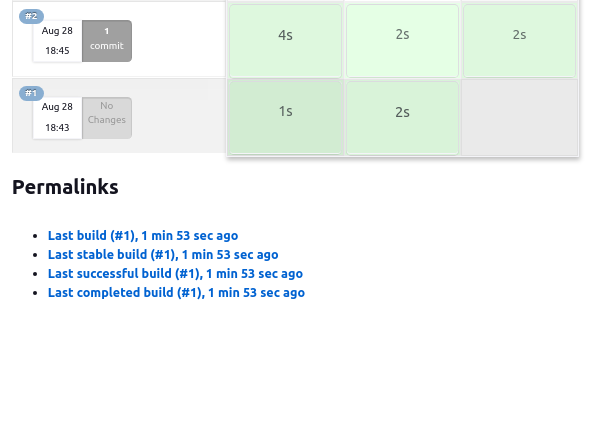 #2
Aug 28
18:45
1
commit
4s
2s
2s
#1
Aug 28
18:43
No
Changes
1s
2s
Permalinks
Last build (#1), 1 min 53 sec ago
Last stable build (#1), 1 min 53 sec ago
Last successful build (#1), 1 min 53 sec ago
Last completed build (#1), 1 min 53 sec ago